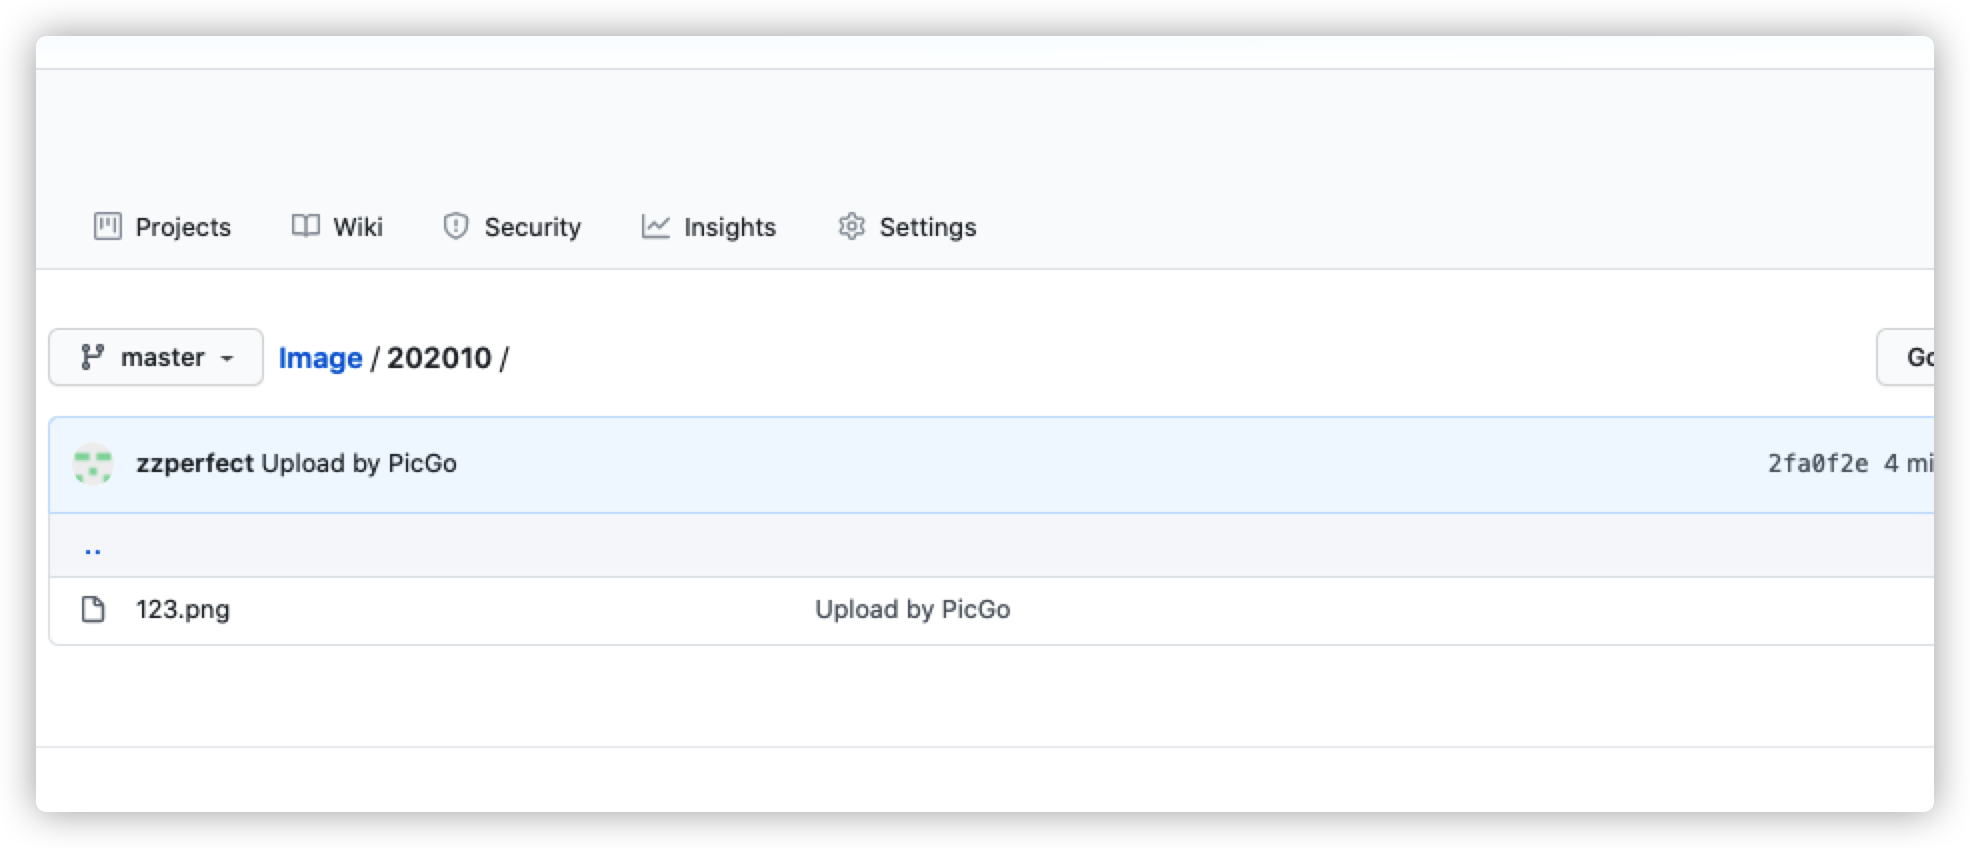 Projects Wiki Security Insights Settings
master Image / 202010 / Go
zzperfect Upload by PicGo 2fa0f2e 4 mi
..
123.png Upload by PicGo